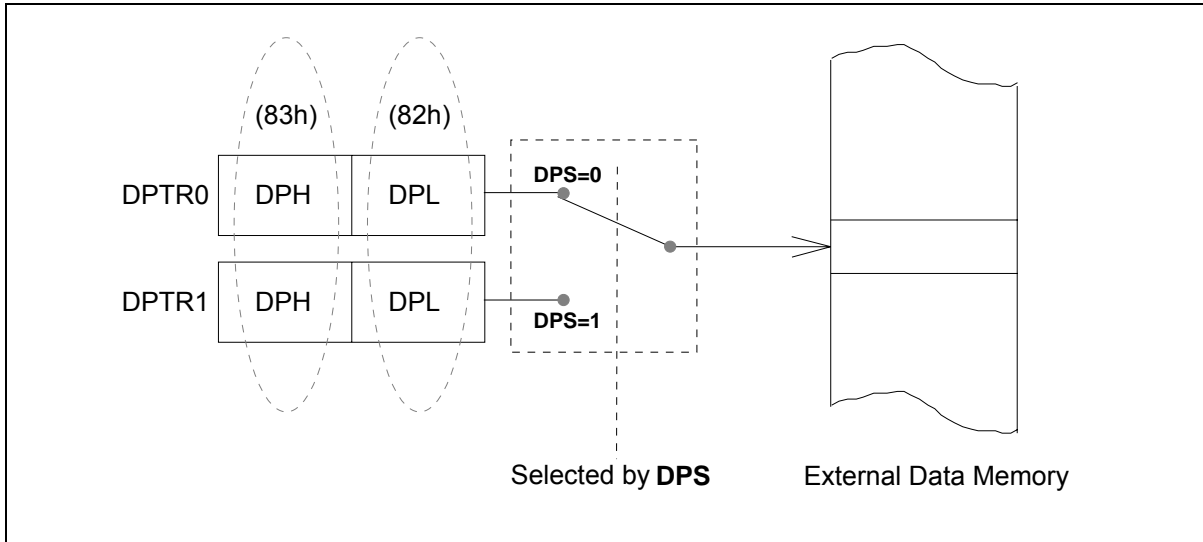 (83h) (82h)
DPS=0
DPTR0 DPH DPL
DPTR1 DPH DPL
DPS=1
Selected by DPS External Data Memory